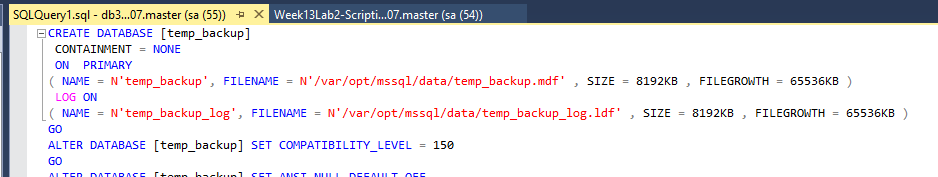 SQLQuery1.sql - db3...07.master (sa (55))
Week13Lab2-Scripti...07.master (sa (54))
CREATE DATABASE [temp_backup]
CONTAINMENT = NONE
ON  PRIMARY
( NAME = N'temp_backup', FILENAME = N'/var/opt/mssql/data/temp_backup.mdf' , SIZE = 8192KB , FILEGROWTH = 65536KB )
LOG ON
( NAME = N'temp_backup_log', FILENAME = N'/var/opt/mssql/data/temp_backup_log.ldf' , SIZE = 8192KB , FILEGROWTH = 65536KB )
GO
ALTER DATABASE [temp_backup] SET COMPATIBILITY_LEVEL = 150
GO
ALTER DATABASE [temp_backup] SET ANSI_NULL_DEFAULT OFF